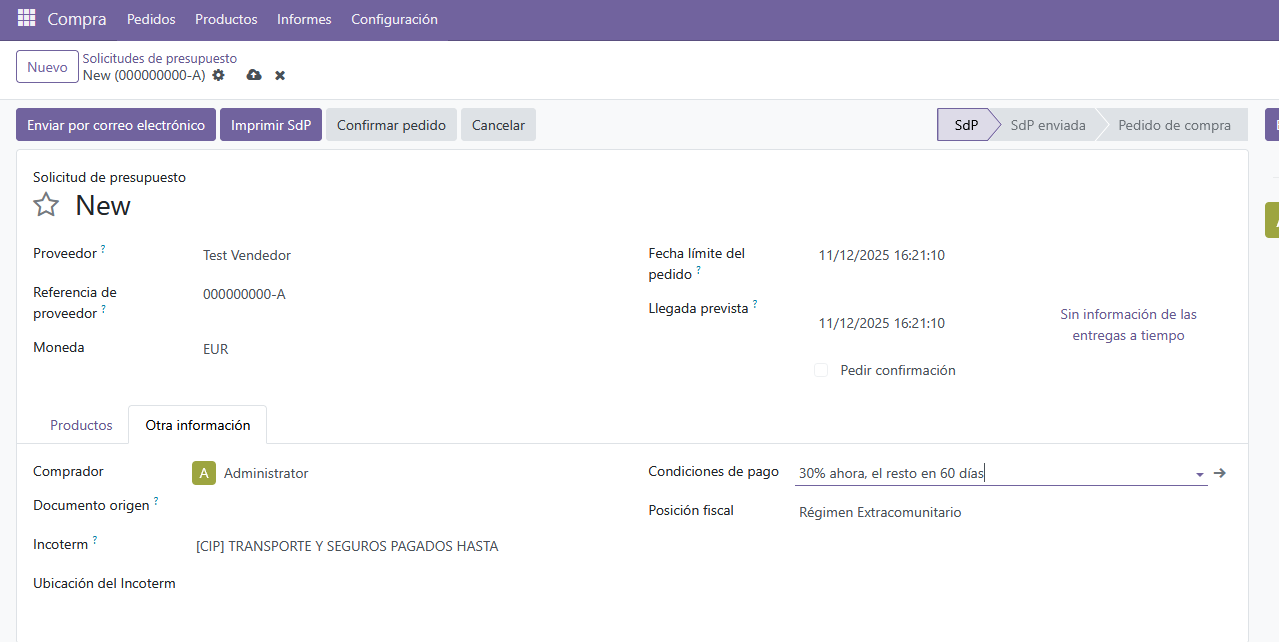 Compra Pedidos Productos Informes Configuración
Nuevo
Solicitudes de presupuesto
New (000000000-A)
Enviar por correo electrónico Imprimir SdP Confirmar pedido Cancelar
SdP SdP enviada Pedido de compra
Solicitud de presupuesto
New
Proveedor ? Test Vendedor
Referencia de
proveedor ? 000000000-A
Moneda EUR
Fecha límite del
pedido ? 11/12/2025 16:21:10
Llegada prevista ?
11/12/2025 16:21:10
Sin información de las
entregas a tiempo
Pedir confirmación
Productos Otra información
Comprador A Administrator
Documento origen ?
Incoterm ? [CIP] TRANSPORTE Y SEGUROS PAGADOS HASTA
Ubicación del Incoterm
Condiciones de pago 30% ahora, el resto en 60 días
Posición fiscal Régimen Extracomunitario